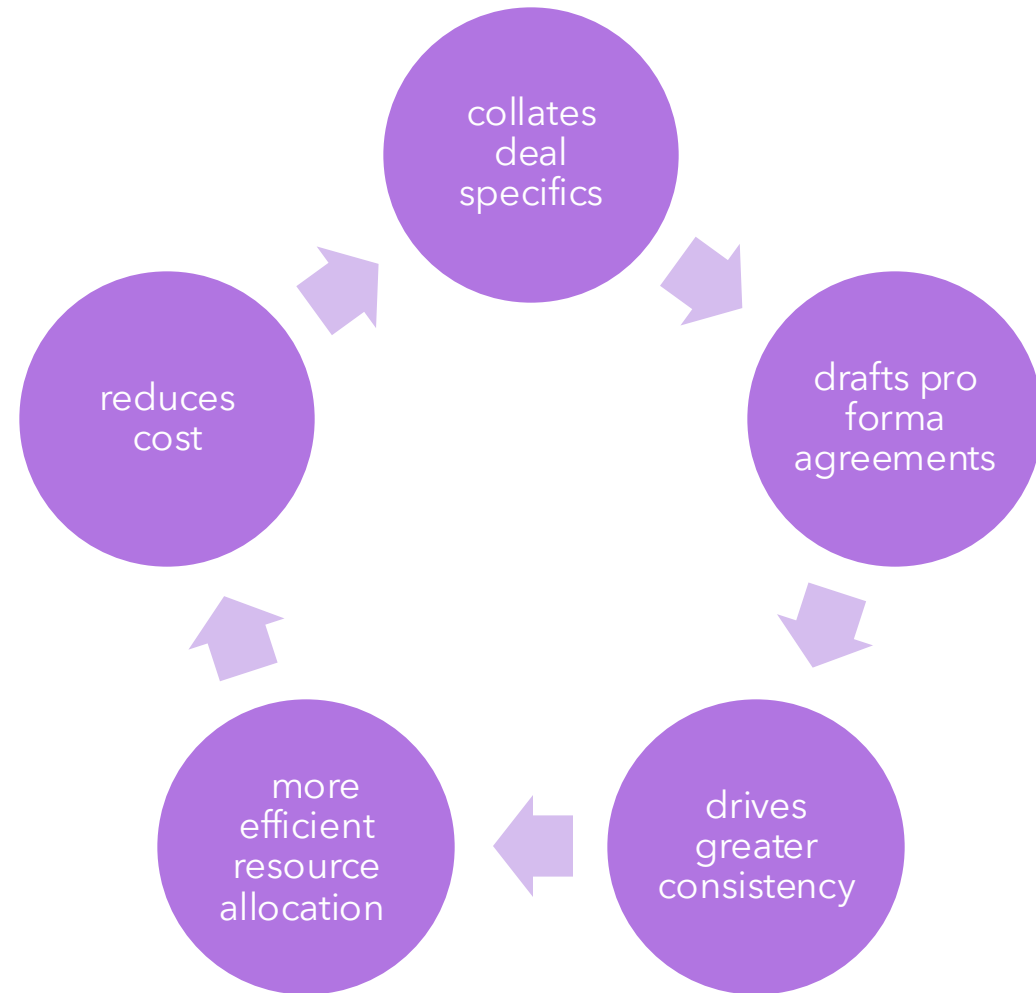 collates
deal
specifics
drafts pro
forma
agreements
drives
greater
consistency
more
efficient
resource
allocation
reduces
cost